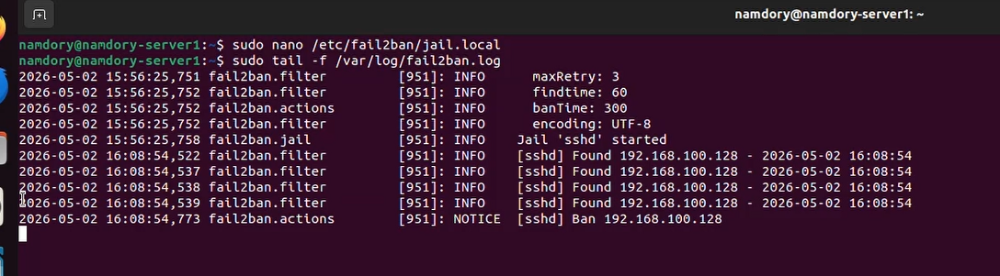 namdory@namdory-server1: ~
namdory@namdory-server1:~$ sudo nano /etc/fail2ban/jail.local
namdory@namdory-server1:~$ sudo tail -f /var/log/fail2ban.log
2026-05-02 15:56:25,751 fail2ban.filter         [951]: INFO      maxRetry: 3
2026-05-02 15:56:25,752 fail2ban.filter         [951]: INFO      findtime: 60
2026-05-02 15:56:25,752 fail2ban.actions        [951]: INFO      banTime: 300
2026-05-02 15:56:25,752 fail2ban.filter         [951]: INFO      encoding: UTF-8
2026-05-02 15:56:25,758 fail2ban.jail           [951]: INFO    Jail 'sshd' started
2026-05-02 16:08:54,522 fail2ban.filter         [951]: INFO    [sshd] Found 192.168.100.128 - 2026-05-02 16:08:54
2026-05-02 16:08:54,537 fail2ban.filter         [951]: INFO    [sshd] Found 192.168.100.128 - 2026-05-02 16:08:54
2026-05-02 16:08:54,538 fail2ban.filter         [951]: INFO    [sshd] Found 192.168.100.128 - 2026-05-02 16:08:54
2026-05-02 16:08:54,539 fail2ban.filter         [951]: INFO    [sshd] Found 192.168.100.128 - 2026-05-02 16:08:54
2026-05-02 16:08:54,773 fail2ban.actions        [951]: NOTICE  [sshd] Ban 192.168.100.128